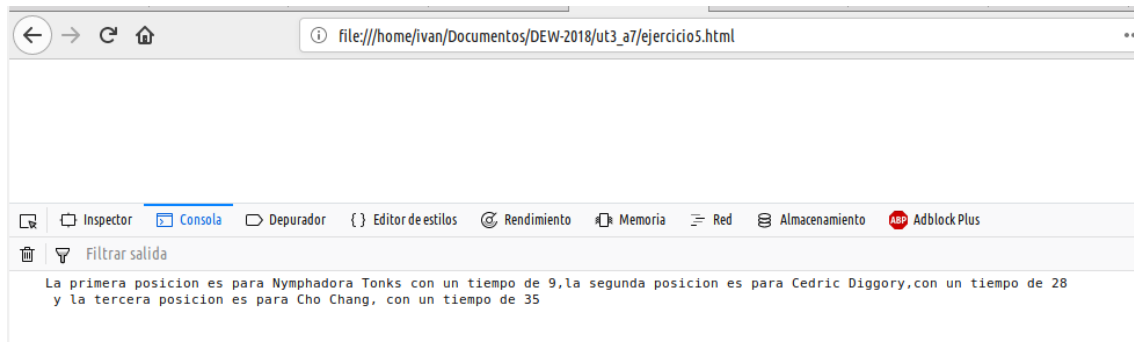 file:///home/ivan/Documentos/DEW-2018/ut3_a7/ejercicio5.html
Inspector Consola Depurador { } Editor de estilos Rendimiento Memoria Red Almacenamiento ABP Adblock Plus
Filtrar salida
La primera posicion es para Nymphadora Tonks con un tiempo de 9,la segunda posicion es para Cedric Diggory,con un tiempo de 28
y la tercera posicion es para Cho Chang, con un tiempo de 35